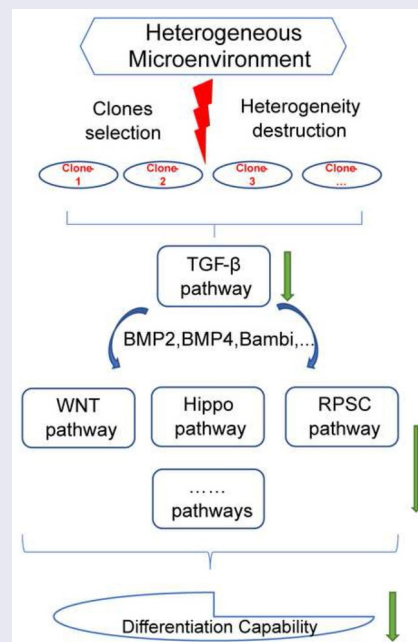 Heterogeneous
Microenvironment
Clones
selection
Heterogeneity
destruction
Clone-
1
Clone-
2
Clone-
3
Clone-
...
TGF-β
pathway
BMP2,BMP4,Bambi,...
WNT
pathway
Hippo
pathway
RPSC
pathway
......
pathways
Differentiation Capability